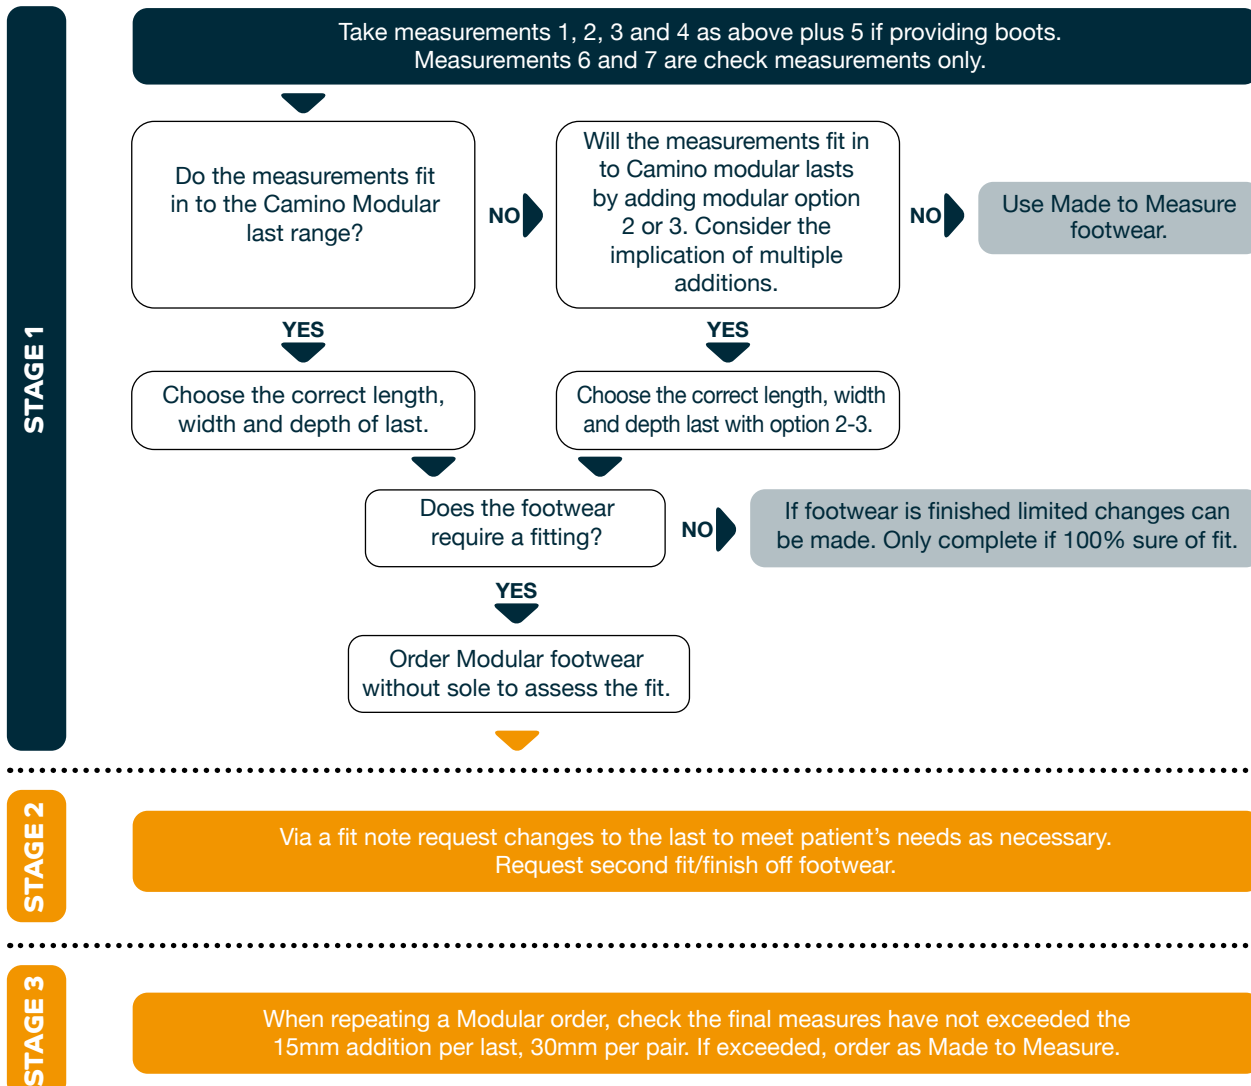 STAGE 1
Take measurements 1, 2, 3 and 4 as above plus 5 if providing boots.
Measurements 6 and 7 are check measurements only.
Do the measurements fit
in to the Camino Modular
last range?
NO
Will the measurements fit in
to Camino modular lasts
by adding modular option
2 or 3. Consider the
implication of multiple
additions.
NO
Use Made to Measure
footwear.
YES
YES
Choose the correct length,
width and depth of last.
Choose the correct length, width
and depth last with option 2-3.
Does the footwear
require a fitting?
NO
If footwear is finished limited changes can
be made. Only complete if 100% sure of fit.
YES
Order Modular footwear
without sole to assess the fit.
STAGE 2
Via a fit note request changes to the last to meet patient's needs as necessary.
Request second fit/finish off footwear.
STAGE 3
When repeating a Modular order, check the final measures have not exceeded the
15mm addition per last, 30mm per pair. If exceeded, order as Made to Measure.